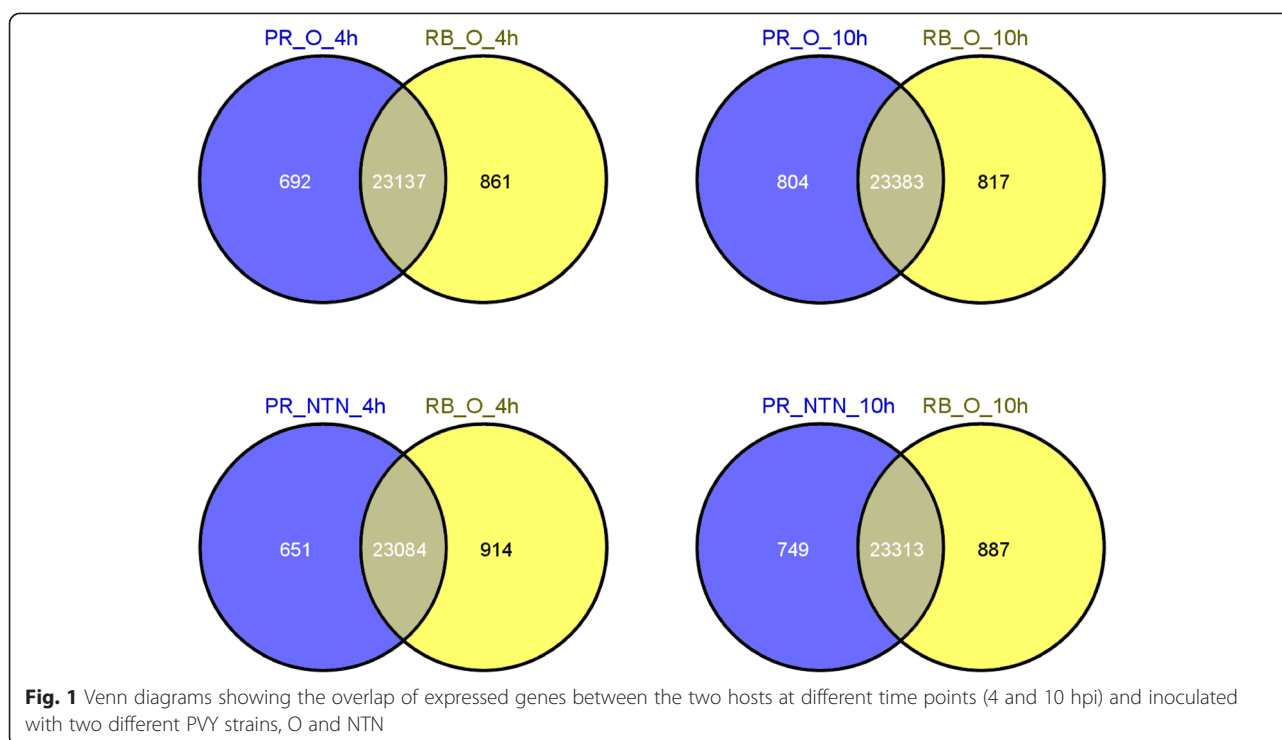 PR_O_4h RB_O_4h PR_O_10h RB_O_10h
692 23137 861 804 23383 817
PR_NTN_4h RB_O_4h PR_NTN_10h RB_O_10h
651 23084 914 749 23313 887
Fig. 1 Venn diagrams showing the overlap of expressed genes between the two hosts at different time points (4 and 10 hpi) and inoculated
with two different PVY strains, O and NTN